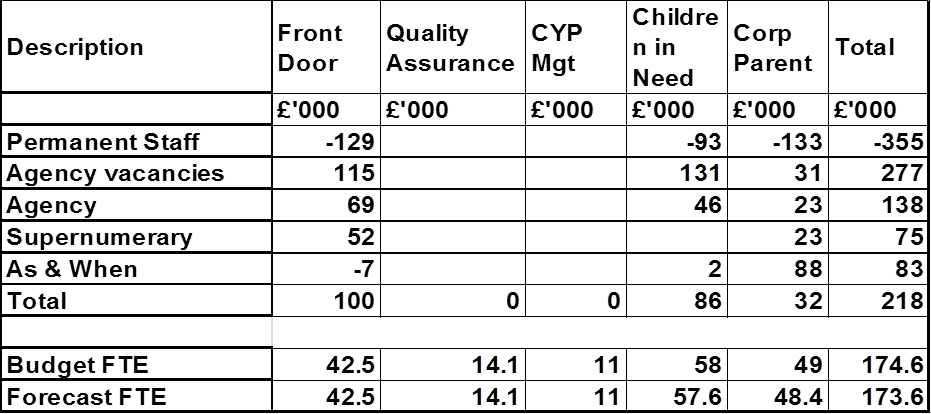 Description Front Door Quality Assurance CYP Mgt Childre n in Need Corp Parent Total
£'000 £'000 £'000 £'000 £'000 £'000
Permanent Staff -129 -93 -133 -355
Agency vacancies 115 131 31 277
Agency 69 46 23 138
Supernumerary 52 23 75
As & When -7 2 88 83
Total 100 0 0 86 32 218
Budget FTE 42.5 14.1 11 58 49 174.6
Forecast FTE 42.5 14.1 11 57.6 48.4 173.6